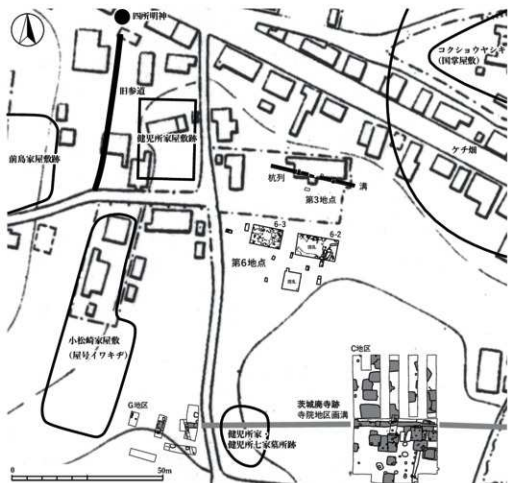 四所明神
旧参道
健児所家屋敷跡
前島家屋敷跡
コクショウヤシキ
(国掌屋敷)
ケチ畑
杭列
溝
第3地点
6-3
6-2
第6地点
小松崎家屋敷
(屋号イワキヂ)
G地区
C地区
茨城廃寺跡
寺院地区画溝
健児所家・
健児所七家墓所跡
0
50m